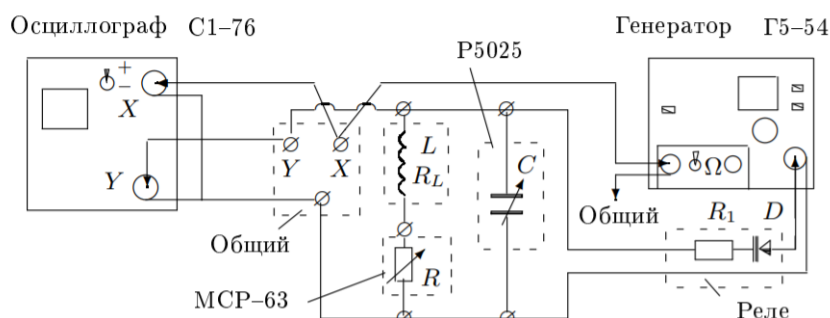 Осциллограф С1–76
Генератор Г5–54
Р5025
+
−
X
Y
Y X
L
R_L
C
Ω
Общий
Общий
R_1 D
R
МСР–63
Реле